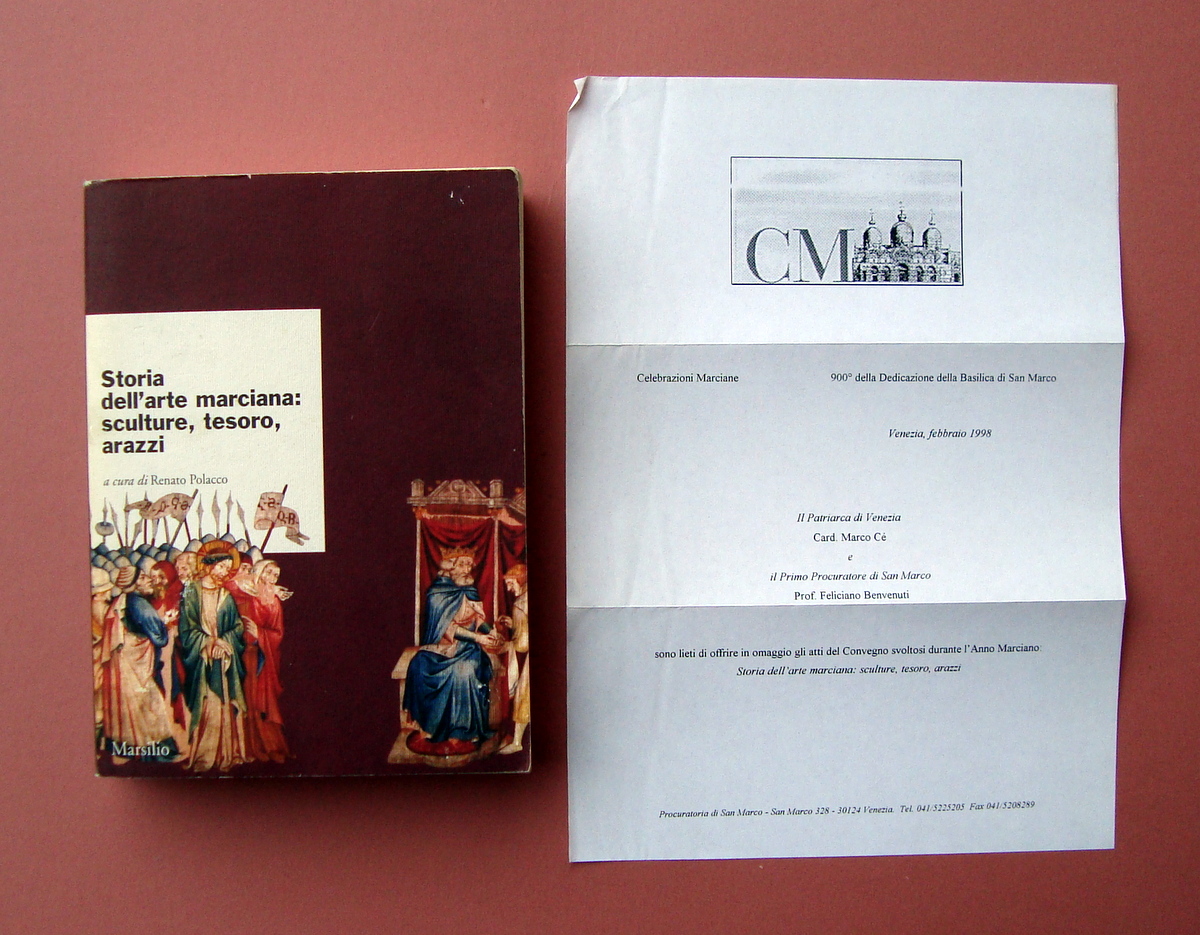 Storia
dell'arte marciana:
sculture, tesoro,
arazzi
a cura di Renato Polacco
Marsilio
CM
Celebrazioni Marciane 900° della Dedicazione della Basilica di San Marco
Venezia, febbraio 1998
Il Patriarca di Venezia
Card. Marco Cé
e
il Primo Procuratore di San Marco
Prof. Feliciano Benvenuti
sono lieti di offrire in omaggio gli atti del Convegno svoltosi durante l'Anno Marciano:
Storia dell'arte marciana: sculture, tesoro, arazzi
Procuratoria di San Marco - San Marco 328 - 30124 Venezia. Tel. 041/5225205 Fax 041/5208289